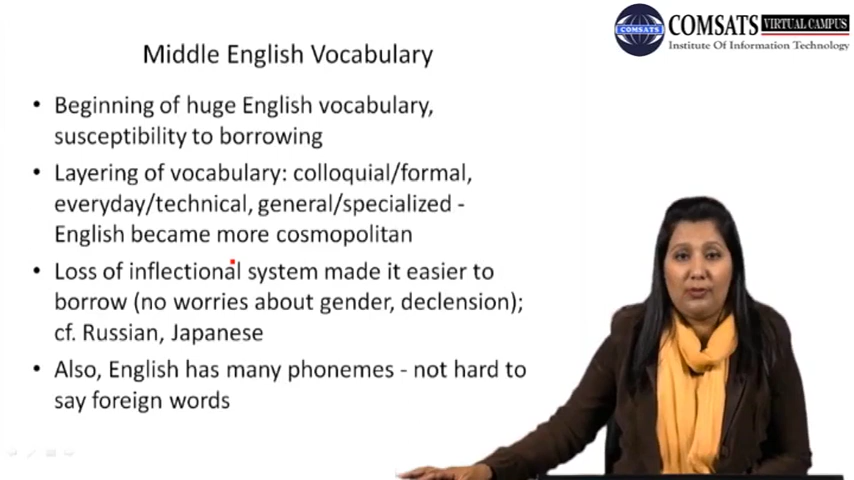 COMSATS VIRTUAL CAMPUS
Institute Of Information Technology
COMSATS
Middle English Vocabulary
• Beginning of huge English vocabulary,
susceptibility to borrowing
• Layering of vocabulary: colloquial/formal,
everyday/technical, general/specialized -
English became more cosmopolitan
• Loss of inflectional system made it easier to
borrow (no worries about gender, declension);
cf. Russian, Japanese
• Also, English has many phonemes - not hard to
say foreign words